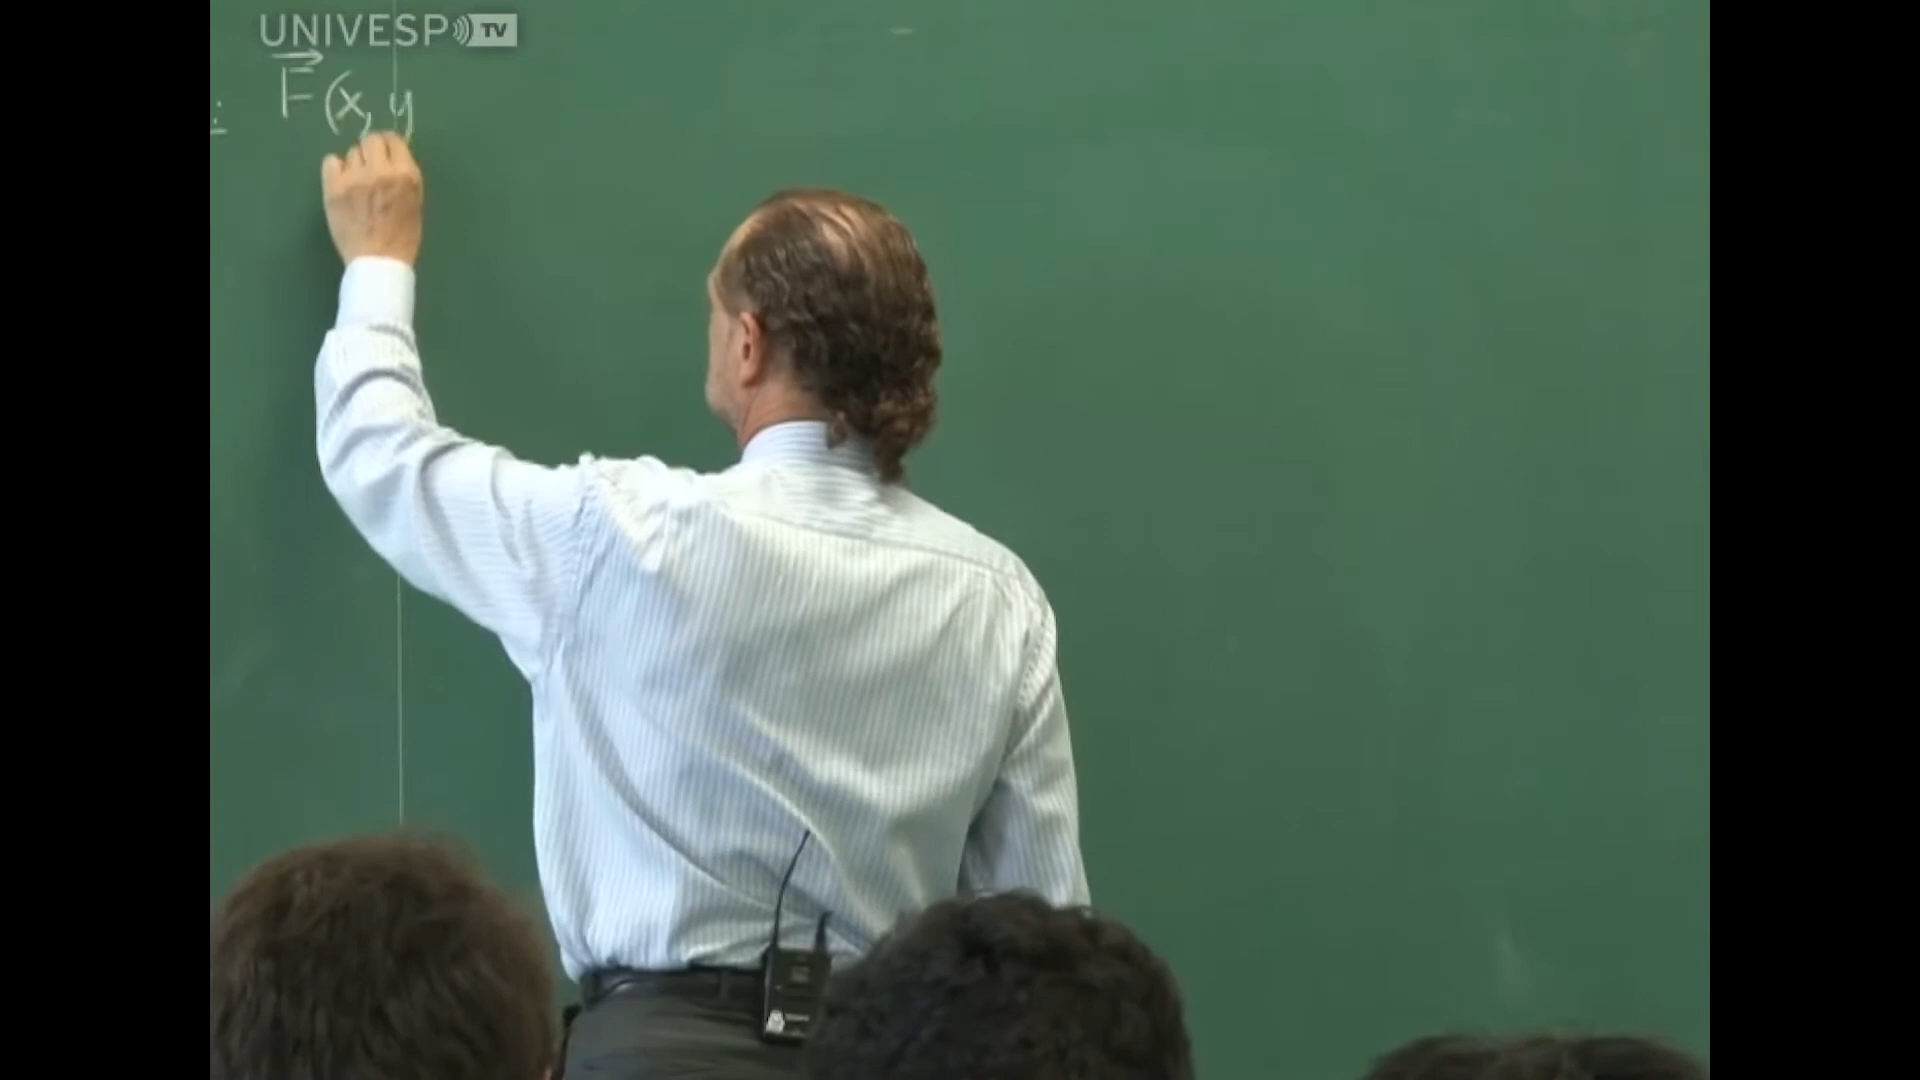 UNIVESP TV
: F⃗(x, y